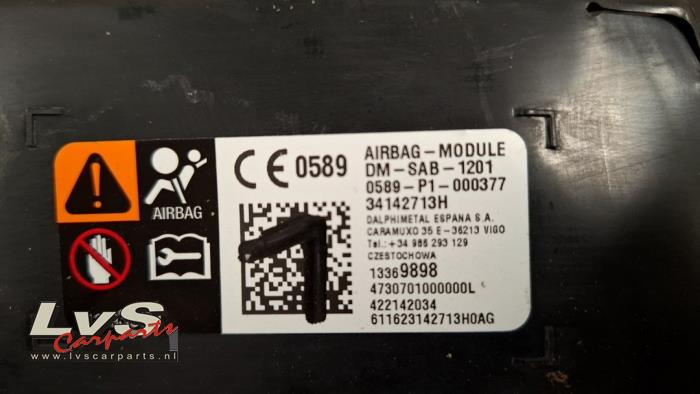 AIRBAG
CE 0589
AIRBAG-MODULE
DM-SAB-1201
0589-P1-000377
34142713H
DALPHIMETAL ESPANA S.A.
CARAMUXO 35 E-36213 VIGO
Tel.:+34 986 293 129
CZESTOCHOWA
13369898
4730701000000L
422142034
611623142713H0AG
1
LvS
Carparts
www.lvscarparts.nl